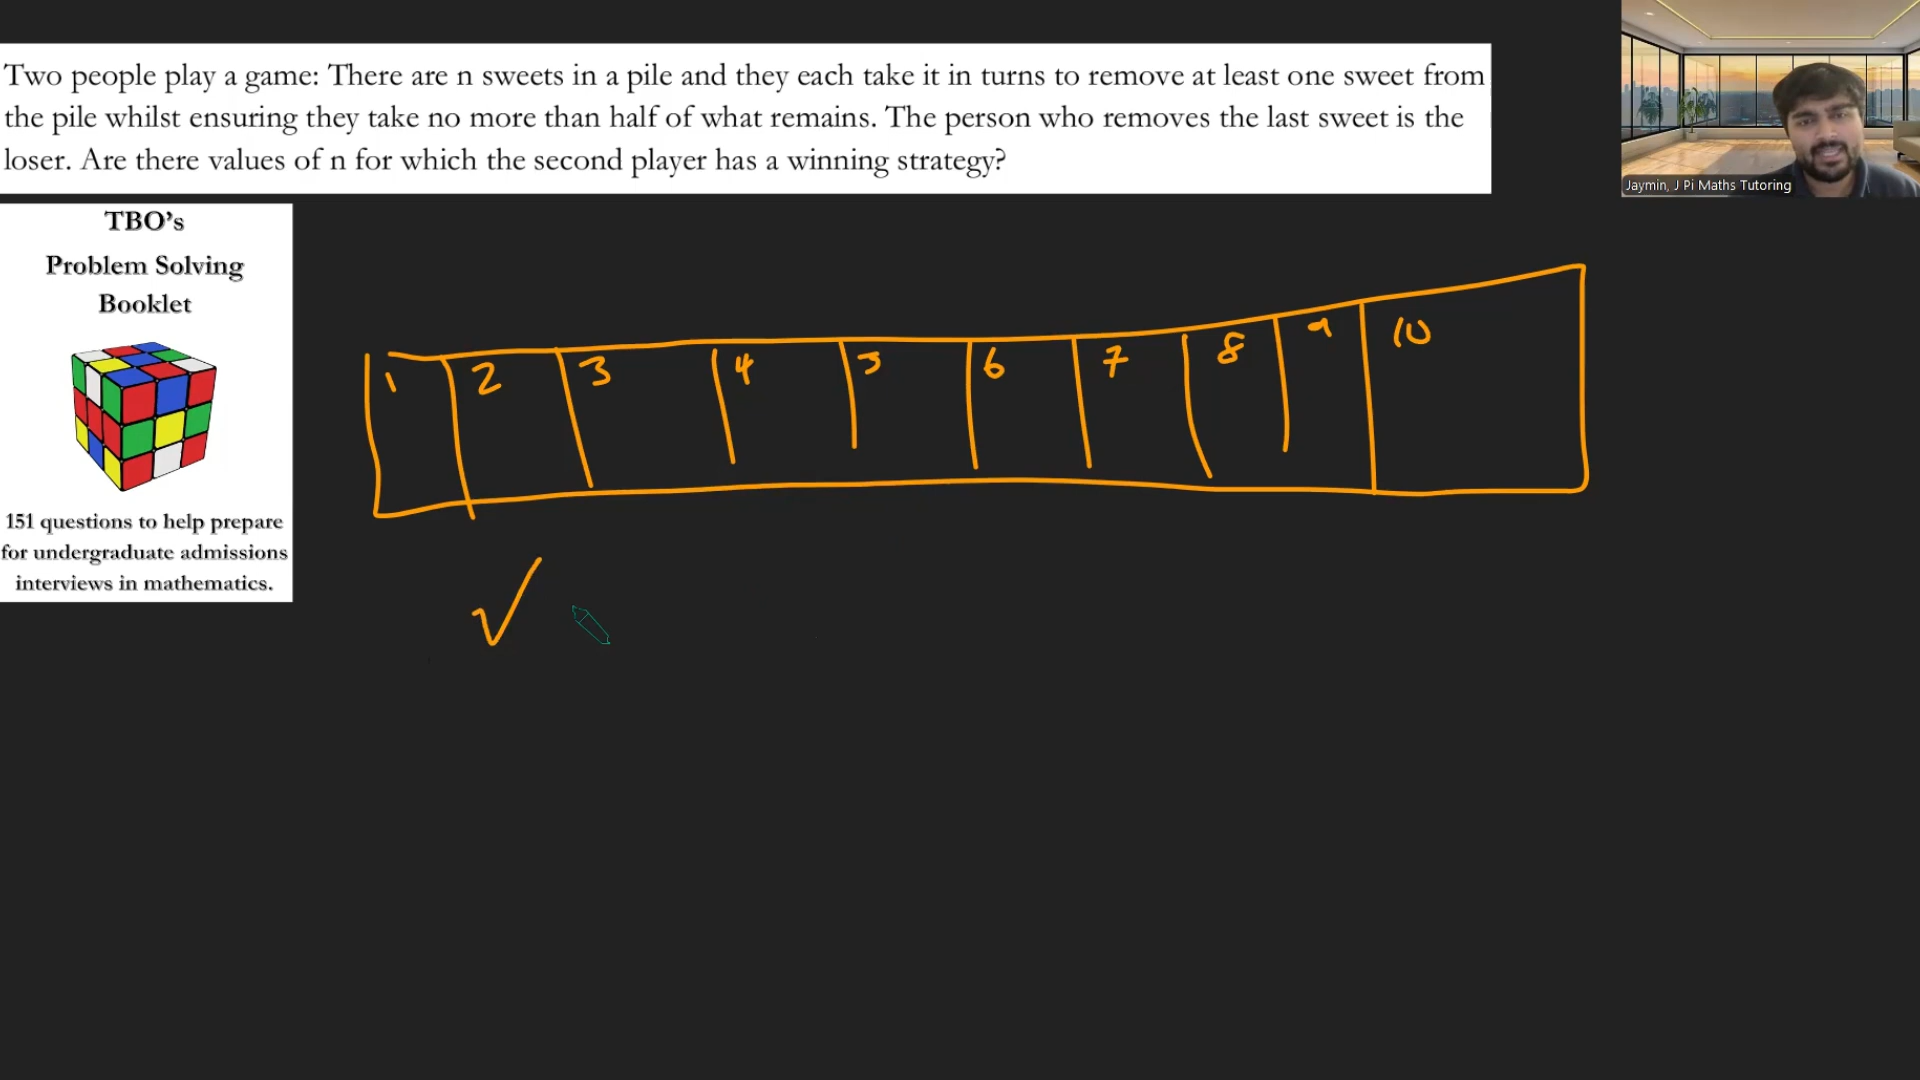 Two people play a game: There are n sweets in a pile and they each take it in turns to remove at least one sweet from
the pile whilst ensuring they take no more than half of what remains. The person who removes the last sweet is the
loser. Are there values of n for which the second player has a winning strategy?
Jaymin, J Pi Maths Tutoring
TBO's
Problem Solving
Booklet
151 questions to help prepare
for undergraduate admissions
interviews in mathematics.
1 2 3 4 5 6 7 8 9 10